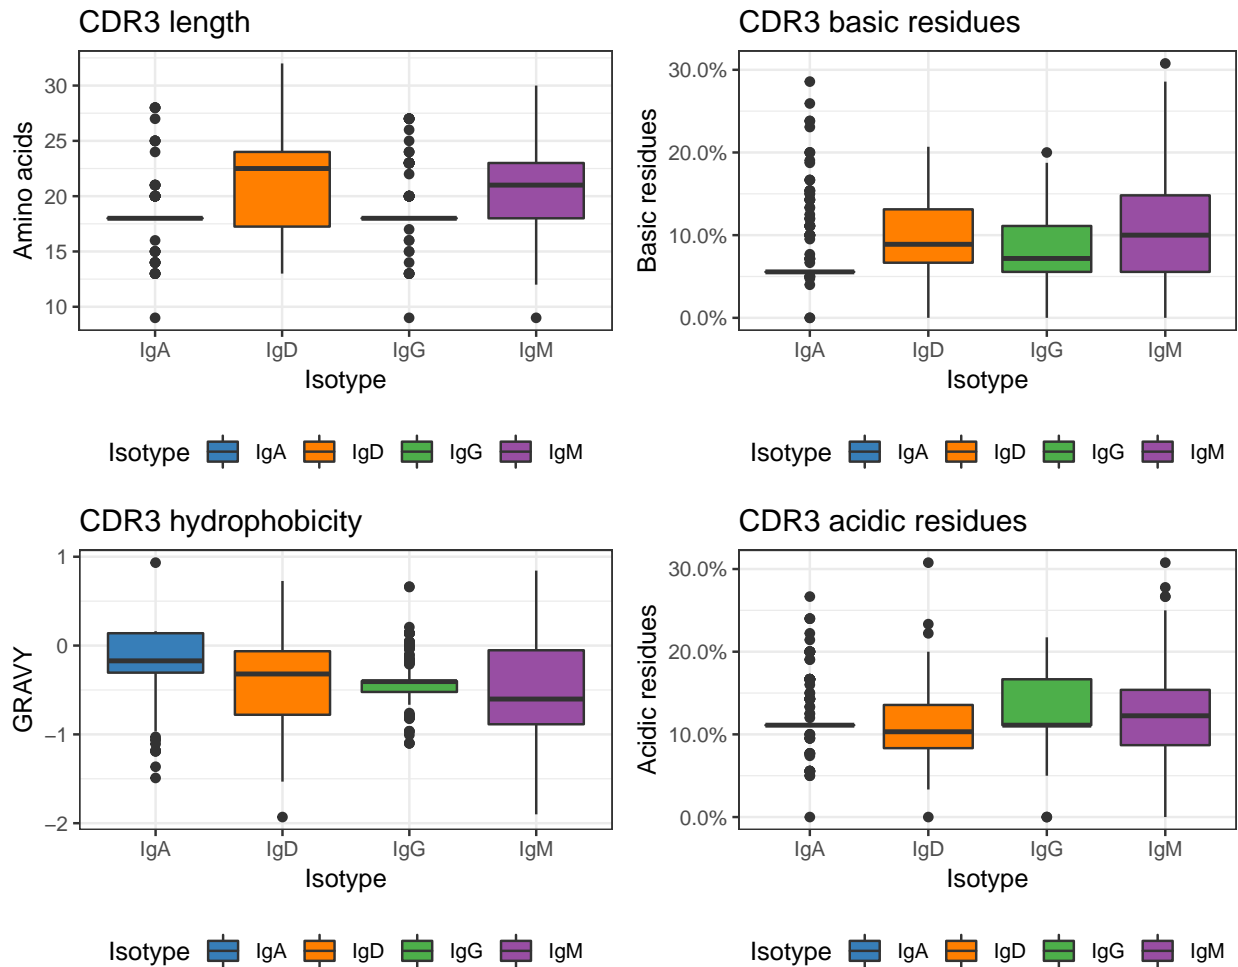 CDR3 length
Amino acids
30
25
20
15
10
IgA IgD IgG IgM
Isotype
Isotype IgA IgD IgG IgM
CDR3 basic residues
Basic residues
30.0%
20.0%
10.0%
0.0%
IgA IgD IgG IgM
Isotype
Isotype IgA IgD IgG IgM
CDR3 hydrophobicity
GRAVY
1
0
−1
−2
IgA IgD IgG IgM
Isotype
Isotype IgA IgD IgG IgM
CDR3 acidic residues
Acidic residues
30.0%
20.0%
10.0%
0.0%
IgA IgD IgG IgM
Isotype
Isotype IgA IgD IgG IgM